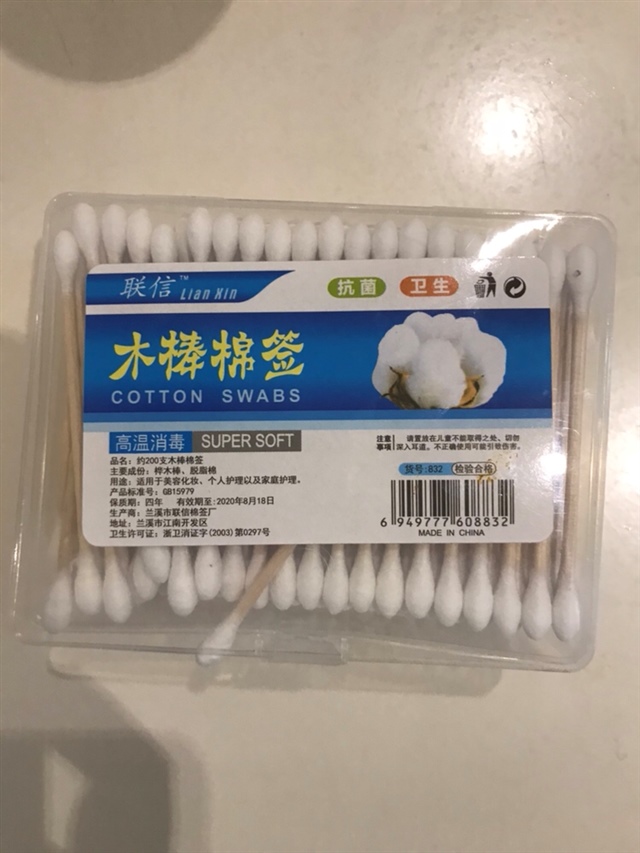 联信™ Lian Xin
抗菌 卫生
木棒棉签
COTTON SWABS
高温消毒 SUPER SOFT
品名:约200支木棒棉签
主要成份:桦木棒、脱脂棉
用途:适用于美容化妆、个人护理以及家庭护理。
产品标准号:GB15979
保质期:四年 有效期至:2020年8月18日
生产商:兰溪市联信棉签厂
地址:兰溪市江南开发区
卫生许可证:浙卫消证字(2003)第0297号
注意事项 请置放在儿童不能取得之处、切勿
深入耳道。不正确使用可能引致伤害。
货号:832 检验合格
6 949777 608832
MADE IN CHINA